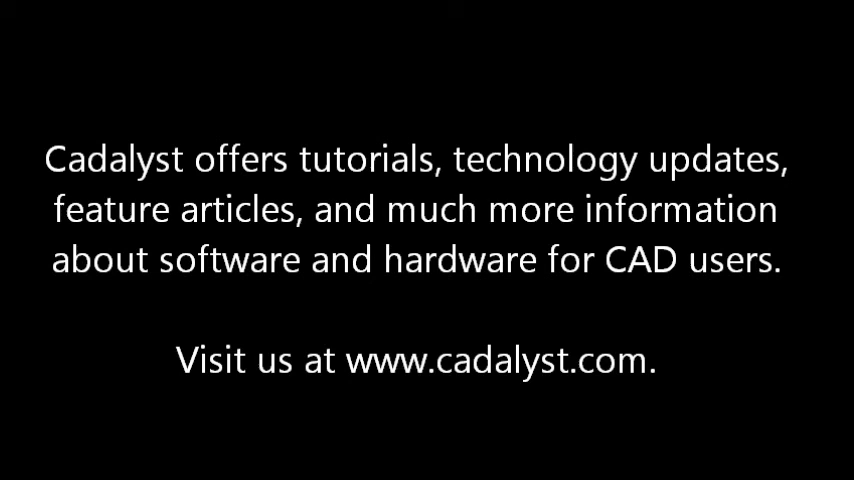 Cadalyst offers tutorials, technology updates,
feature articles, and much more information
about software and hardware for CAD users.
Visit us at www.cadalyst.com.